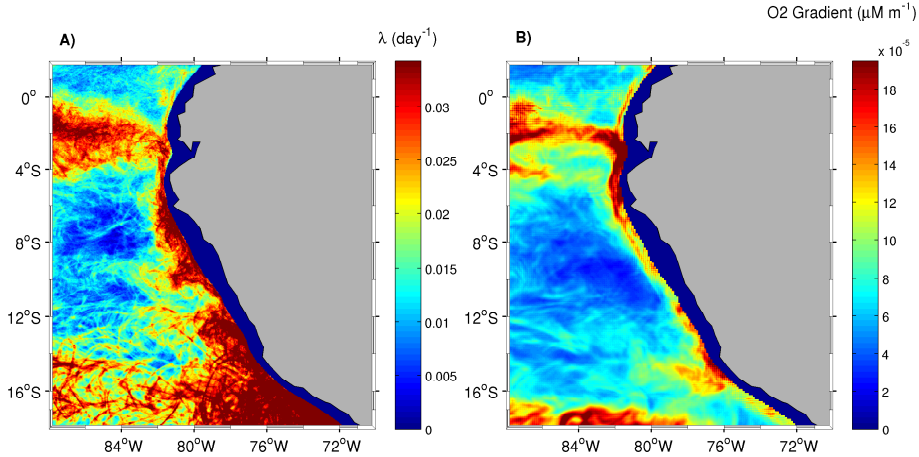 A)
λ (day⁻¹)
0°
4°S
8°S
12°S
16°S
84°W 80°W 76°W 72°W
0.03
0.025
0.02
0.015
0.01
0.005
0
B)
O2 Gradient (μM m⁻¹)
x 10⁻⁵
0°
4°S
8°S
12°S
16°S
84°W 80°W 76°W 72°W
18
16
14
12
10
8
6
4
2
0